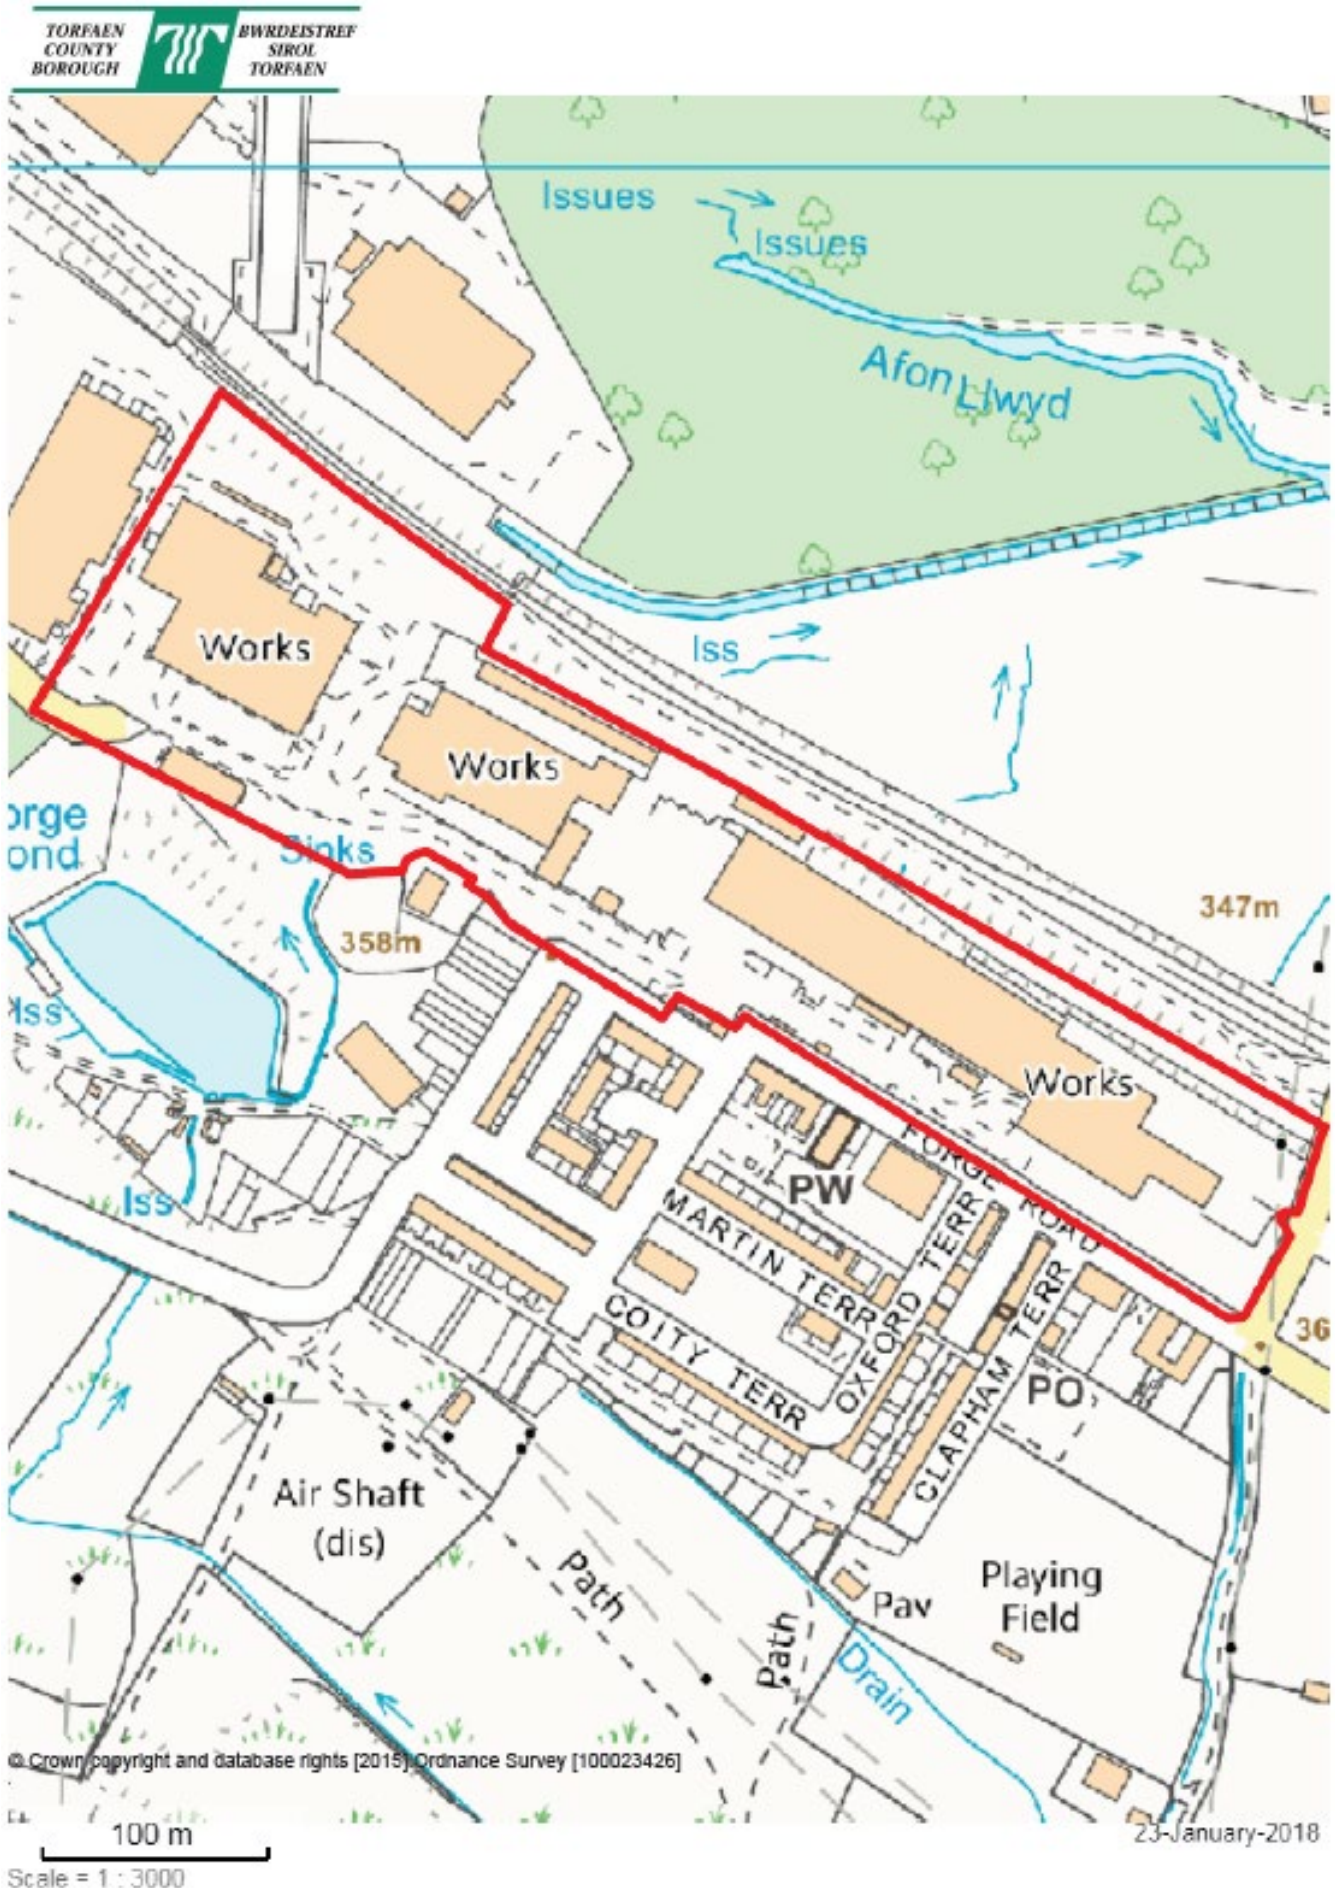 TORFAEN
COUNTY
BOROUGH
BWRDEISTREF
SIROL
TORFAEN
Issues
Issues
Afon Llwyd
Iss
Works
Works
Sinks
orge
ond
358m
347m
Iss
Works
FORGE ROAD
PW
Iss
MARTIN TERR
OXFORD TERR
COITY TERR
CLAPHAM TERR
36
PO
Air Shaft
(dis)
Path
Playing
Field
Pav
Path
Drain
© Crown copyright and database rights [2015] Ordnance Survey [100023426]
100 m
23-January-2018
Scale = 1 : 3000